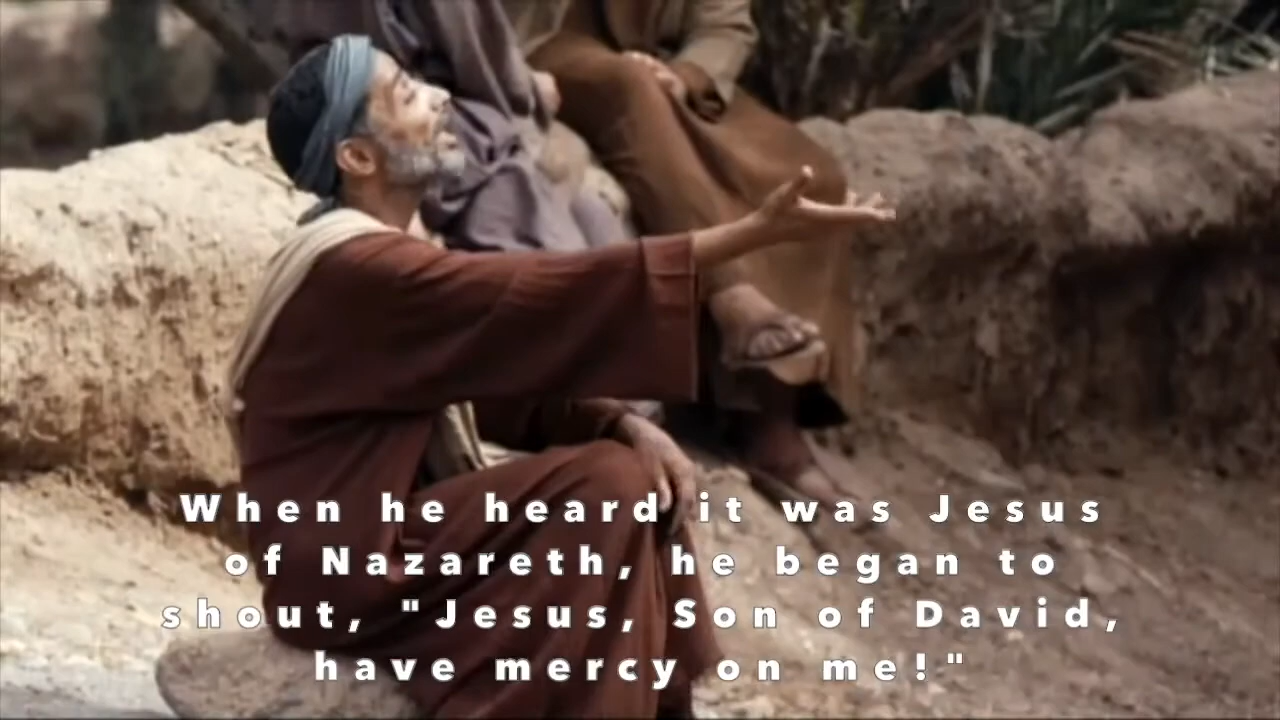 When he heard it was Jesus
of Nazareth, he began to
shout, "Jesus, Son of David,
have mercy on me!"